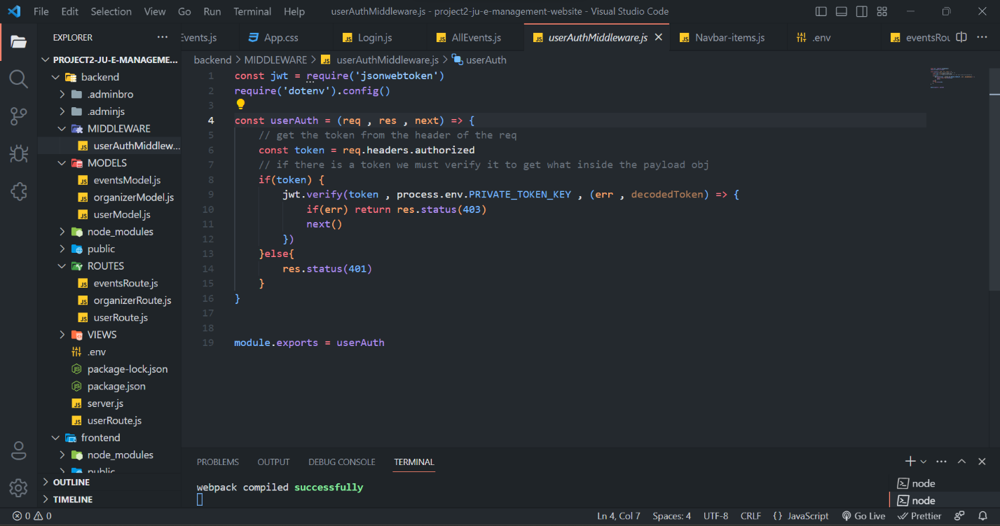 File Edit Selection View Go Run Terminal Help userAuthMiddleware.js - project2-ju-e-management-website - Visual Studio Code
EXPLORER
Events.js App.css Login.js AllEvents.js userAuthMiddleware.js Navbar-items.js .env eventsRou
PROJECT2-JU-E-MANAGEME...
backend
.adminbro
.adminjs
MIDDLEWARE
userAuthMiddlew...
MODELS
eventsModel.js
organizerModel.js
userModel.js
node_modules
public
ROUTES
eventsRoute.js
organizerRoute.js
userRoute.js
VIEWS
.env
package-lock.json
package.json
server.js
userRoute.js
frontend
node_modules
public
OUTLINE
TIMELINE
backend > MIDDLEWARE > userAuthMiddleware.js > userAuth
1 const jwt = require('jsonwebtoken')
2 require('dotenv').config()
3
4 const userAuth = (req , res , next) => {
5 // get the token from the header of the req
6 const token = req.headers.authorized
7 // if there is a token we must verify it to get what inside the payload obj
8 if(token) {
9 jwt.verify(token , process.env.PRIVATE_TOKEN_KEY , (err , decodedToken) => {
10 if(err) return res.status(403)
11 next()
12 })
13 }else{
14 res.status(401)
15 }
16 }
17
18
19 module.exports = userAuth
PROBLEMS OUTPUT DEBUG CONSOLE TERMINAL
webpack compiled successfully
node
node
0 0 Ln 4, Col 7 Spaces: 4 UTF-8 CRLF {} JavaScript Go Live Prettier